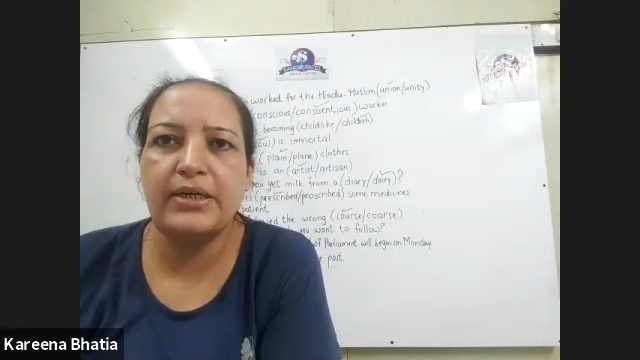 worked for the Hindu-Muslim (union/unity)
conscious/conscientious) worker
becoming (childlike/childish)
is immortal.
(plain/plane) clothes.
is an (artist/artisan)
you get milk from a (diary/dairy)?
(prescribed/proscribed) some medicines
patient
the wrong (course/coarse)
you want to follow?
of Parliament will begin on Monday
Kareena Bhatia